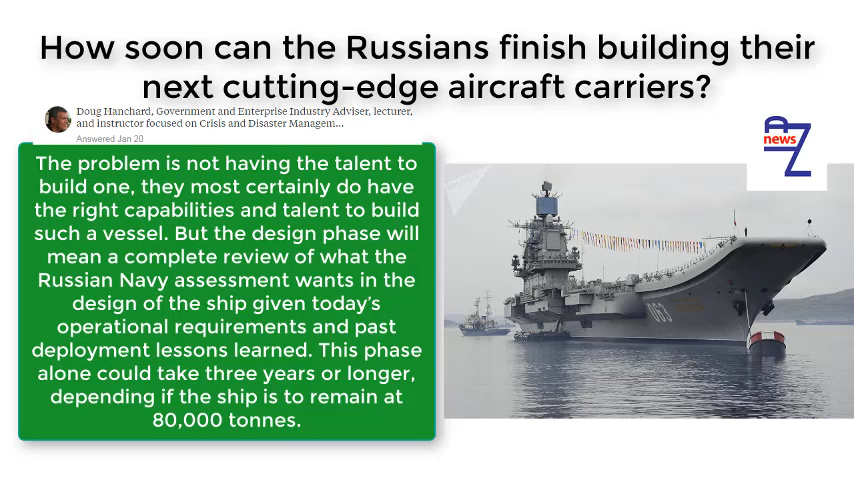 How soon can the Russians finish building their
next cutting-edge aircraft carriers?
Doug Hanchard, Government and Enterprise Industry Adviser, lecturer,
and instructor focused on Crisis and Disaster Managem...
Answered Jan 20
The problem is not having the talent to
build one, they most certainly do have
the right capabilities and talent to build
such a vessel. But the design phase will
mean a complete review of what the
Russian Navy assessment wants in the
design of the ship given today's
operational requirements and past
deployment lessons learned. This phase
alone could take three years or longer,
depending if the ship is to remain at
80,000 tonnes.
A
news
Z
063